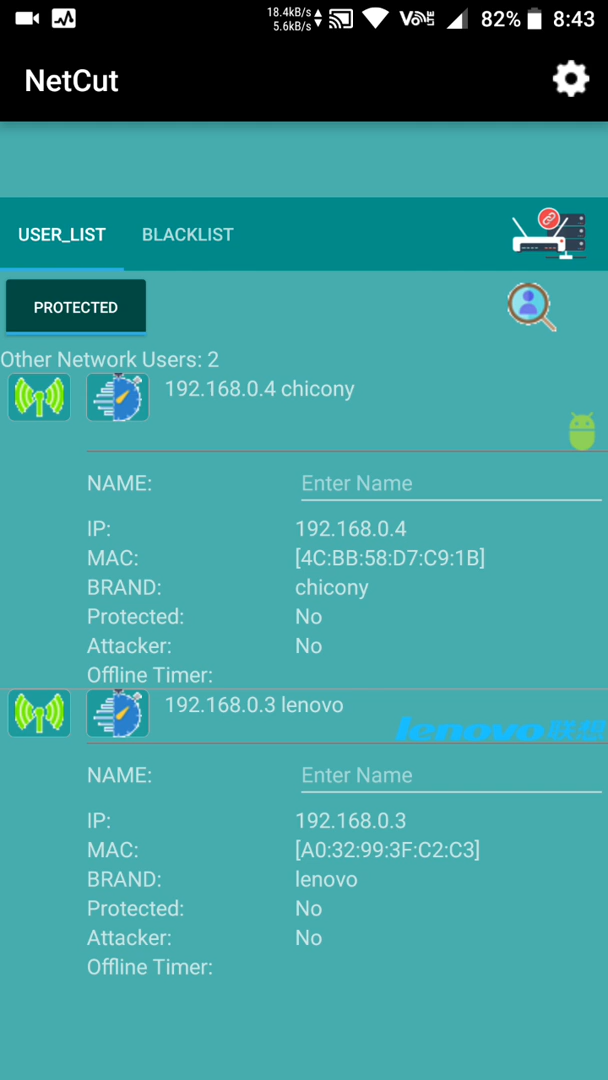 18.4kB/s
5.6kB/s
VoLTE
82%
8:43
NetCut
USER_LIST BLACKLIST
PROTECTED
Other Network Users: 2
192.168.0.4 chicony
NAME: Enter Name
IP: 192.168.0.4
MAC: [4C:BB:58:D7:C9:1B]
BRAND: chicony
Protected: No
Attacker: No
Offline Timer:
192.168.0.3 lenovo
lenovo 联想
NAME: Enter Name
IP: 192.168.0.3
MAC: [A0:32:99:3F:C2:C3]
BRAND: lenovo
Protected: No
Attacker: No
Offline Timer: